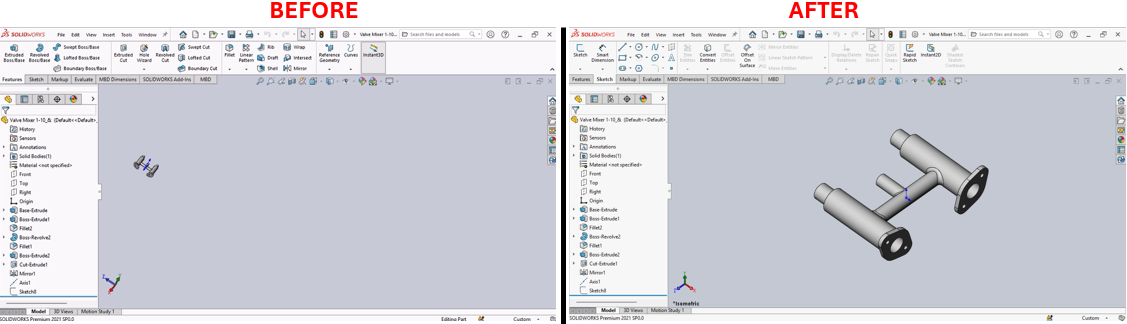 BEFORE
AFTER
SOLIDWORKS File Edit View Insert Tools Window Valve Mixer 1-10... Search files and models
Extruded Boss/Base
Revolved Boss/Base
Swept Boss/Base
Lofted Boss/Base
Boundary Boss/Base
Extruded Cut
Hole Wizard
Revolved Cut
Swept Cut
Lofted Cut
Boundary Cut
Fillet
Linear Pattern
Rib
Draft
Shell
Wrap
Intersect
Mirror
Reference Geometry
Curves
Instant3D
Features Sketch Markup Evaluate MBD Dimensions SOLIDWORKS Add-Ins MBD
Valve Mixer 1-10_& (Default<<Default>_
History
Sensors
Annotations
Solid Bodies(1)
Material <not specified>
Front
Top
Right
Origin
Base-Extrude
Boss-Extrude1
Fillet2
Boss-Revolve2
Fillet1
Boss-Extrude2
Cut-Extrude1
Mirror1
Axis1
Sketch8
Model 3D Views Motion Study 1
SOLIDWORKS Premium 2021 SP0.0 Editing Part Custom
SOLIDWORKS File Edit View Insert Tools Window Valve Mixer 1-10... Search files and models
Sketch
Smart Dimension
Trim Entities
Convert Entities
Offset Entities
Offset On Surface
Mirror Entities
Linear Sketch Pattern
Move Entities
Display/Delete Relations
Repair Sketch
Quick Snaps
Rapid Sketch
Instant2D
Shaded Sketch Contours
Features Sketch Markup Evaluate MBD Dimensions SOLIDWORKS Add-Ins MBD
Valve Mixer 1-10_& (Default<<Default>_
History
Sensors
Annotations
Solid Bodies(1)
Material <not specified>
Front
Top
Right
Origin
Base-Extrude
Boss-Extrude1
Fillet2
Boss-Revolve2
Fillet1
Boss-Extrude2
Cut-Extrude1
Mirror1
Axis1
Sketch8
*Isometric
Model 3D Views Motion Study 1
SOLIDWORKS Premium 2021 SP0.0 Custom